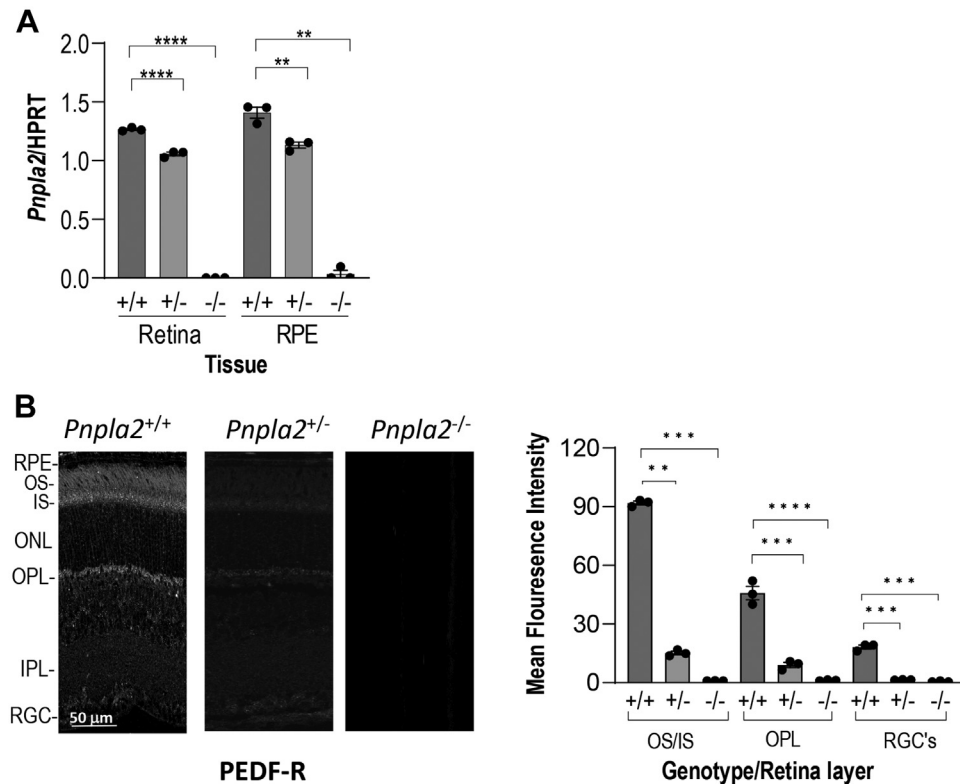 A
**** **
**** **
2.0
1.5
1.0
0.5
0.0
Pnpla2/HPRT
+/+ +/- -/- +/+ +/- -/-
Retina RPE
Tissue
B
Pnpla2+/+ Pnpla2+/- Pnpla2-/-
RPE-
OS-
IS-
ONL
OPL-
IPL-
RGC-
50 µm
PEDF-R
120
90
60
30
0
Mean Flouresence Intensity
* * *
* *
* * * *
* * *
* * *
* * *
+/+ +/- -/- +/+ +/- -/- +/+ +/- -/-
OS/IS OPL RGC's
Genotype/Retina layer